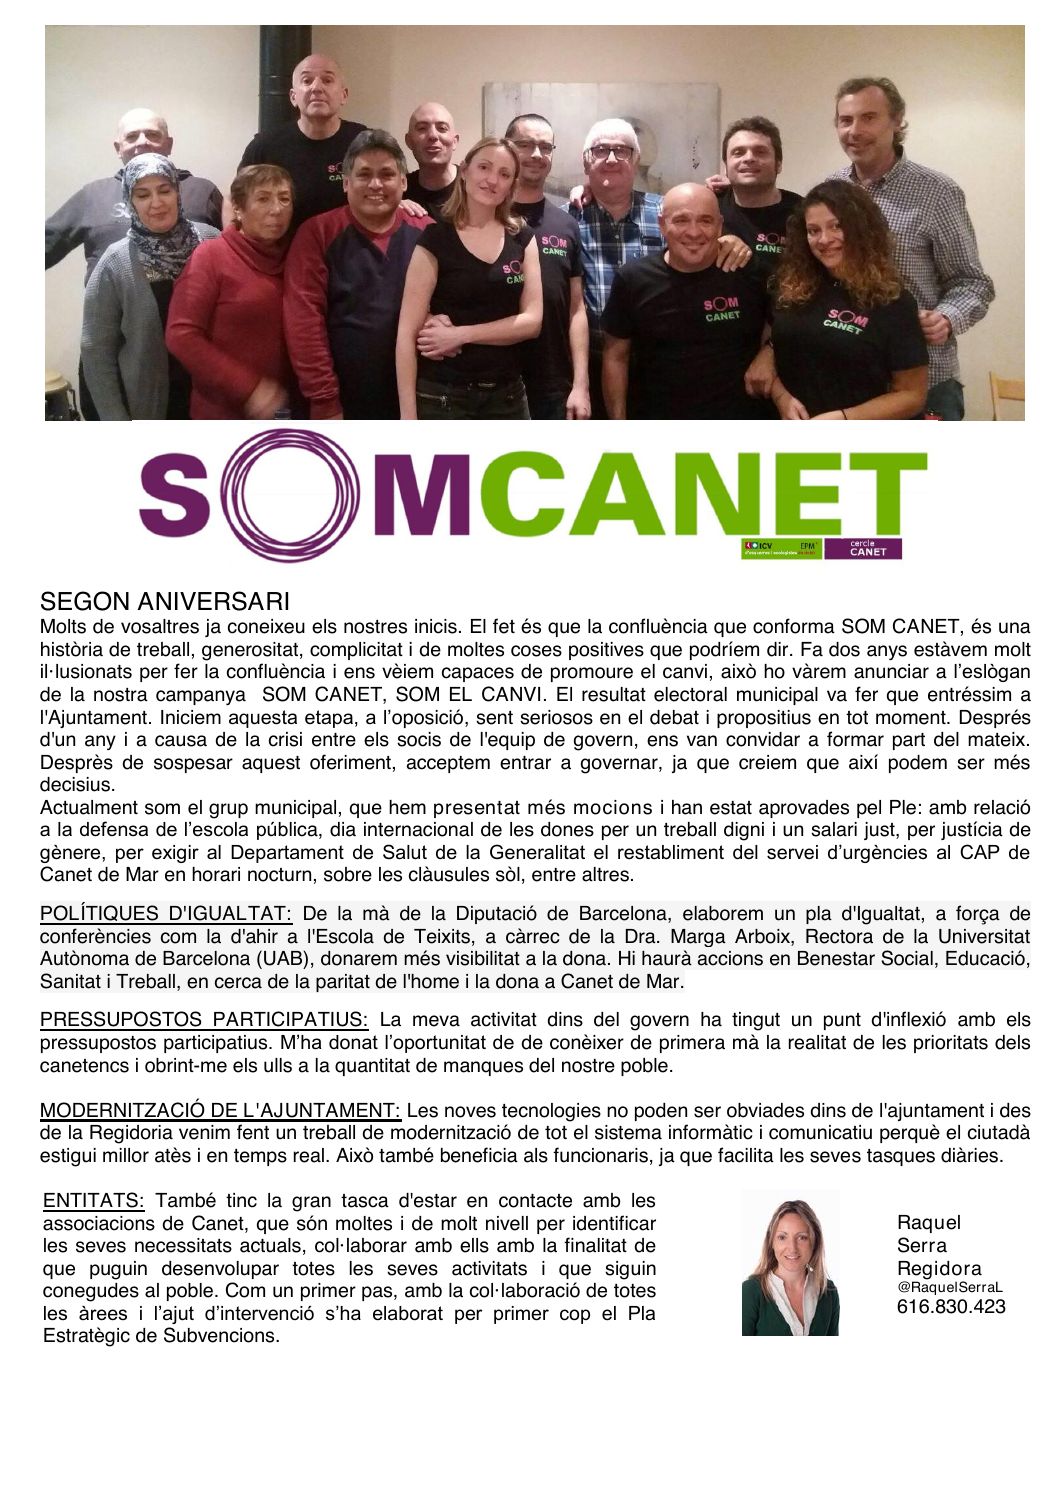 SOM
CANET
SOM
CANET
SOM
CANET
SOM
SOM
CANET
SOM
CANET
SOMCANET
ICV EPM
d'esquerres i ecologistes
cercle
CANET
SEGON ANIVERSARI
Molts de vosaltres ja coneixeu els nostres inicis. El fet és que la confluència que conforma SOM CANET, és una
història de treball, generositat, complicitat i de moltes coses positives que podríem dir. Fa dos anys estàvem molt
il·lusionats per fer la confluència i ens vèiem capaces de promoure el canvi, això ho vàrem anunciar a l’eslògan
de la nostra campanya SOM CANET, SOM EL CANVI. El resultat electoral municipal va fer que entréssim a
l'Ajuntament. Iniciem aquesta etapa, a l’oposició, sent seriosos en el debat i propositius en tot moment. Després
d'un any i a causa de la crisi entre els socis de l'equip de govern, ens van convidar a formar part del mateix.
Desprès de sospesar aquest oferiment, acceptem entrar a governar, ja que creiem que així podem ser més
decisius.
Actualment som el grup municipal, que hem presentat més mocions i han estat aprovades pel Ple: amb relació
a la defensa de l’escola pública, dia internacional de les dones per un treball digni i un salari just, per justícia de
gènere, per exigir al Departament de Salut de la Generalitat el restabliment del servei d’urgències al CAP de
Canet de Mar en horari nocturn, sobre les clàusules sòl, entre altres.
POLÍTIQUES D'IGUALTAT: De la mà de la Diputació de Barcelona, elaborem un pla d'Igualtat, a força de
conferències com la d'ahir a l'Escola de Teixits, a càrrec de la Dra. Marga Arboix, Rectora de la Universitat
Autònoma de Barcelona (UAB), donarem més visibilitat a la dona. Hi haurà accions en Benestar Social, Educació,
Sanitat i Treball, en cerca de la paritat de l'home i la dona a Canet de Mar.
PRESSUPOSTOS PARTICIPATIUS: La meva activitat dins del govern ha tingut un punt d'inflexió amb els
pressupostos participatius. M’ha donat l’oportunitat de de conèixer de primera mà la realitat de les prioritats dels
canetencs i obrint-me els ulls a la quantitat de manques del nostre poble.
MODERNITZACIÓ DE L'AJUNTAMENT: Les noves tecnologies no poden ser obviades dins de l'ajuntament i des
de la Regidoria venim fent un treball de modernització de tot el sistema informàtic i comunicatiu perquè el ciutadà
estigui millor atès i en temps real. Això també beneficia als funcionaris, ja que facilita les seves tasques diàries.
ENTITATS: També tinc la gran tasca d'estar en contacte amb les
associacions de Canet, que són moltes i de molt nivell per identificar
les seves necessitats actuals, col·laborar amb ells amb la finalitat de
que puguin desenvolupar totes les seves activitats i que siguin
conegudes al poble. Com un primer pas, amb la col·laboració de totes
les àrees i l’ajut d’intervenció s’ha elaborat per primer cop el Pla
Estratègic de Subvencions.
Raquel
Serra
Regidora
@RaquelSerraL
616.830.423